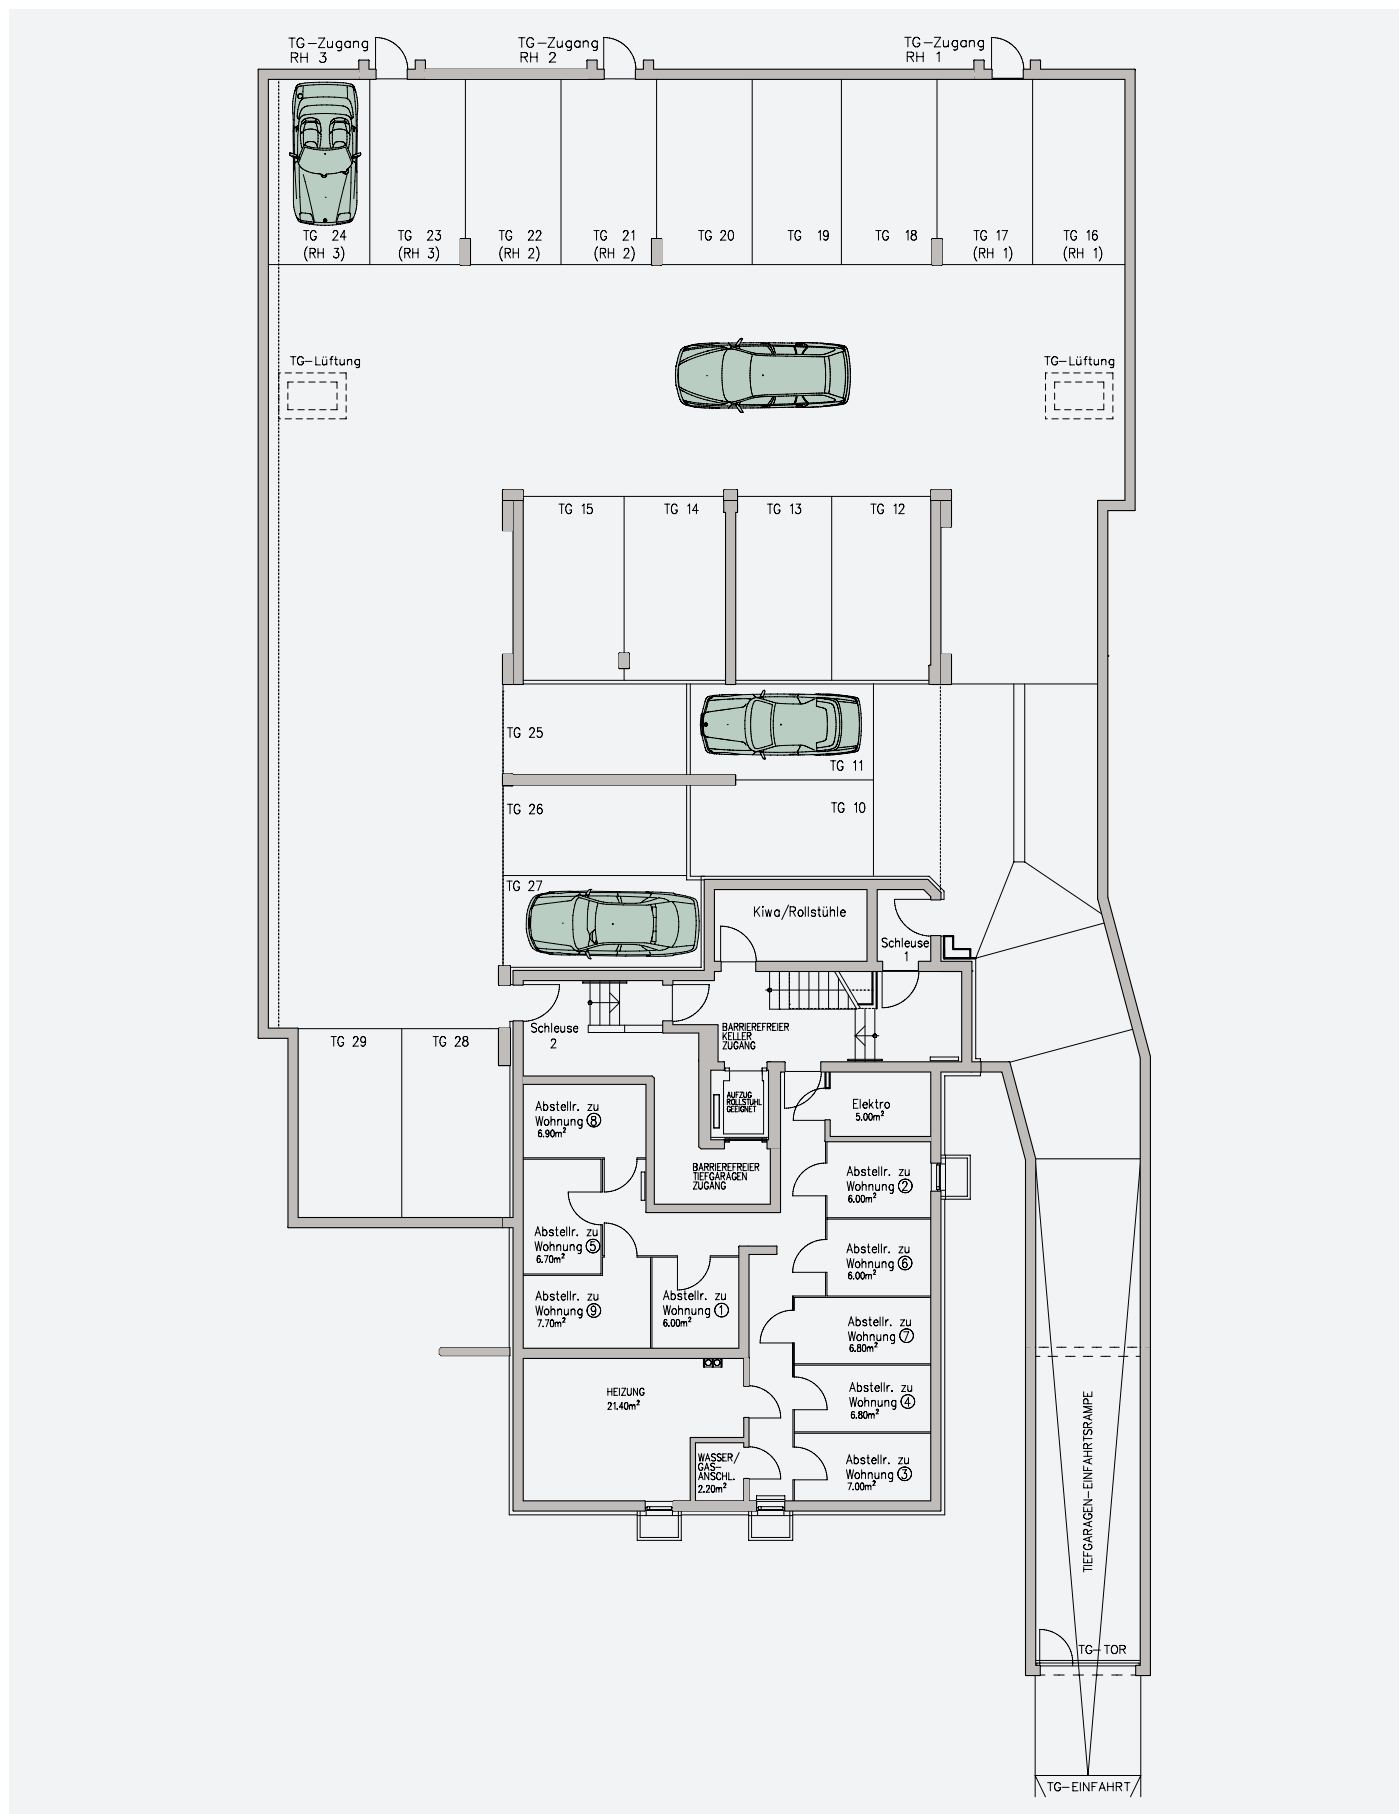 TG-Zugang
RH 3
TG-Zugang
RH 2
TG-Zugang
RH 1
TG 24
(RH 3)
TG 23
(RH 3)
TG 22
(RH 2)
TG 21
(RH 2)
TG 20
TG 19
TG 18
TG 17
(RH 1)
TG 16
(RH 1)
TG-Lüftung
TG-Lüftung
TG 15
TG 14
TG 13
TG 12
TG 25
TG 11
TG 26
TG 10
TG 27
Kiwa/Rollstühle
Schleuse
1
Schleuse
2
BARRIEREFREIER
KELLER
ZUGANG
TG 29
TG 28
AUFZUG
ROLLSTUHL
GEEIGNET
Elektro
5.00m²
Abstellr. zu
Wohnung 8
6.90m²
BARRIEREFREIER
TIEFGARAGEN
ZUGANG
Abstellr. zu
Wohnung 2
6.00m²
Abstellr. zu
Wohnung 5
6.70m²
Abstellr. zu
Wohnung 6
6.00m²
Abstellr. zu
Wohnung 9
7.70m²
Abstellr. zu
Wohnung 1
6.00m²
Abstellr. zu
Wohnung 7
6.80m²
HEIZUNG
21.40m²
Abstellr. zu
Wohnung 4
6.80m²
WASSER/
GAS-
ANSCHL.
2.20m²
Abstellr. zu
Wohnung 3
7.00m²
TIEFGARAGEN-EINFAHRTSRAMPE
TG-TOR
TG-EINFAHRT